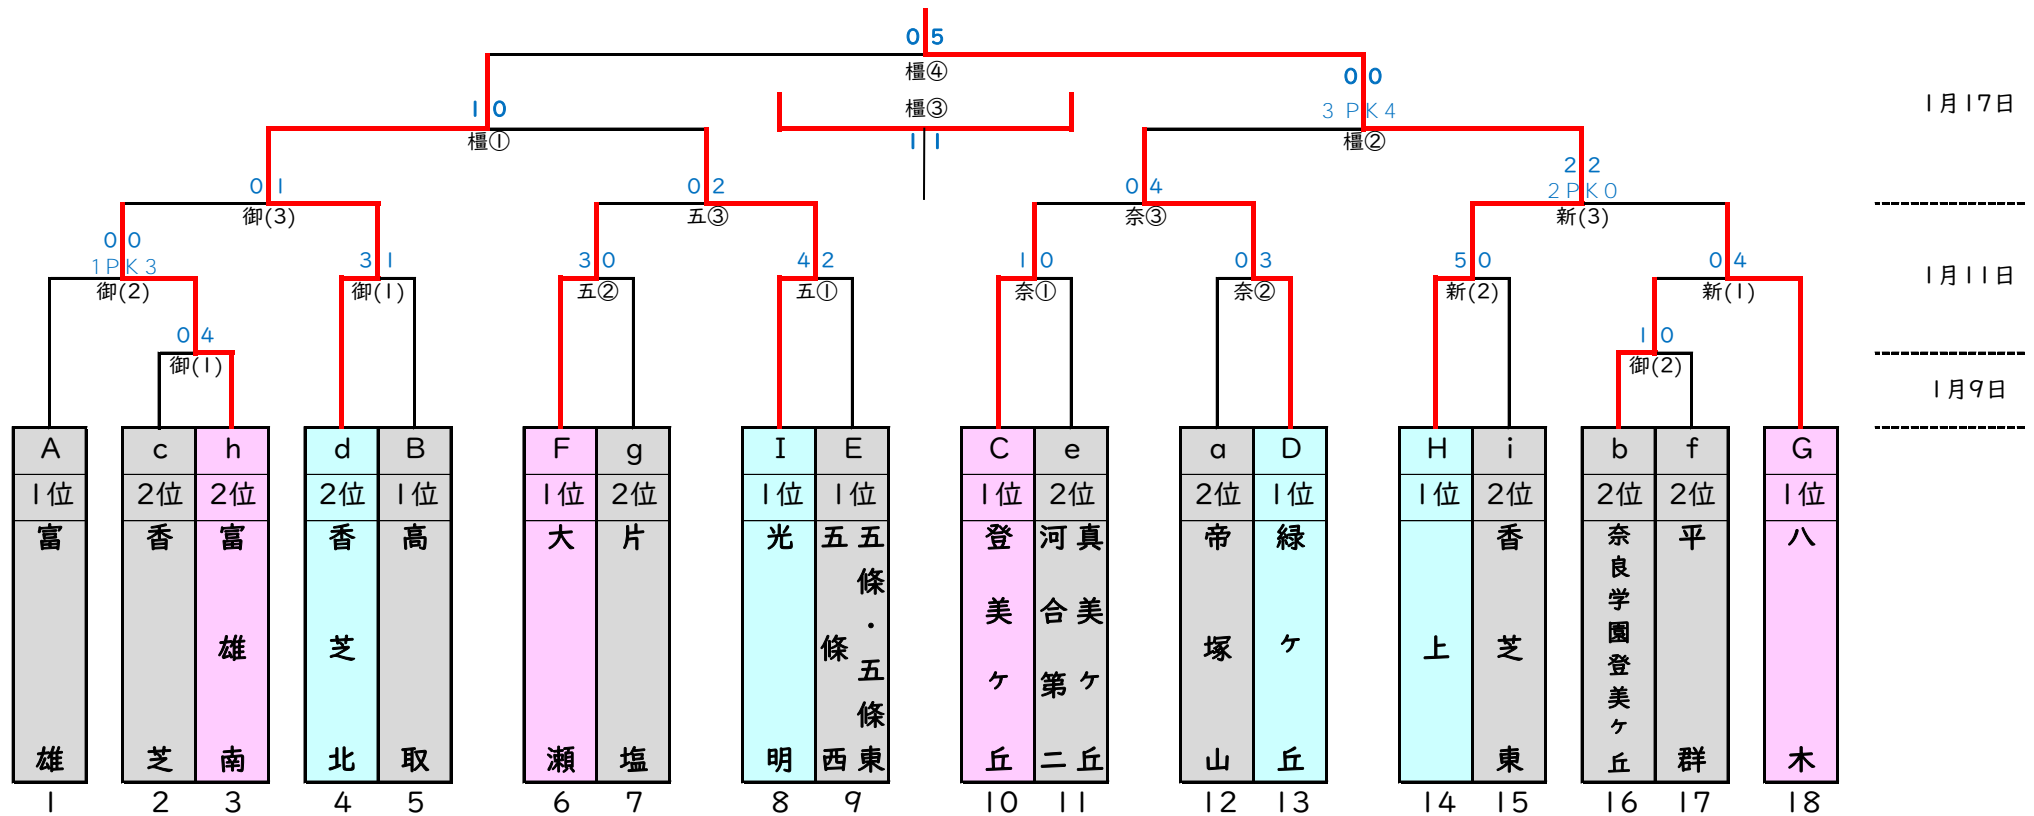 0 5
橿④
0 0
橿③
3 PK 4
1 0
1月17日
橿①
1 1
橿②
2 2
2 PK 0
0 1
0 2
0 4
御(3)
五③
奈③
新(3)
0 0
1 PK 3
3 1
3 0
4 2
1 0
0 3
5 0
0 4
1月11日
御(2)
御(1)
五②
五①
奈①
奈②
新(2)
新(1)
0 4
1 0
御(1)
御(2)
1月9日
A c h d B F g I E C e a D H i b f G
1位 2位 2位 2位 1位 1位 2位 1位 1位 1位 2位 2位 1位 1位 2位 2位 2位 1位
富雄
香芝
富雄南
香芝北
高取
大瀬
片塩
光明
五條・五條東
五條西
登美ケ丘
真美ケ丘
河合第二
帝塚山
緑ケ丘
上
香芝東
奈良学園登美ケ丘
平群
八木
1 2 3 4 5 6 7 8 9 10 11 12 13 14 15 16 17 18